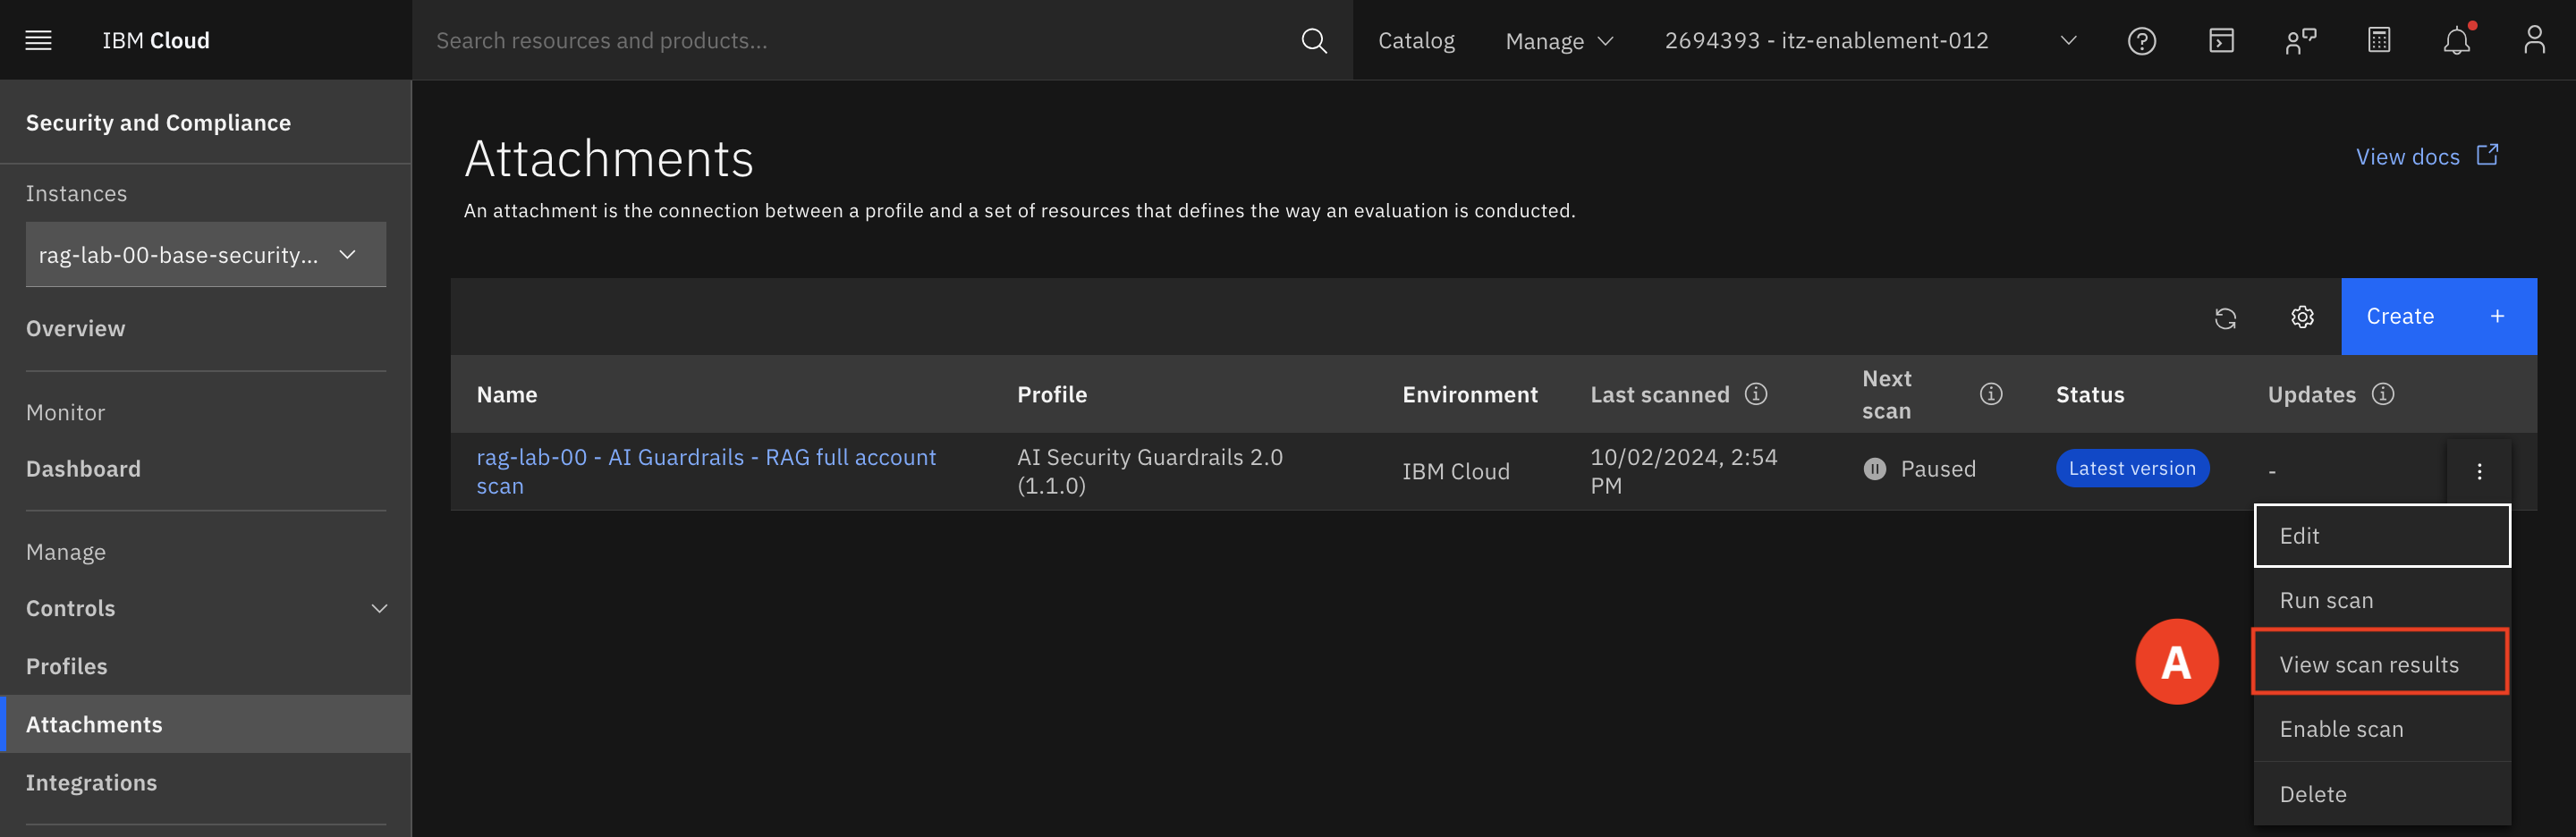 IBM Cloud
Search resources and products...
Catalog
Manage
2694393 - itz-enablement-012
Security and Compliance
Instances
rag-lab-00-base-security...
Overview
Monitor
Dashboard
Manage
Controls
Profiles
Attachments
Integrations
Attachments
View docs
An attachment is the connection between a profile and a set of resources that defines the way an evaluation is conducted.
Create +
Name
Profile
Environment
Last scanned
Next
scan
Status
Updates
rag-lab-00 - AI Guardrails - RAG full account
scan
AI Security Guardrails 2.0
(1.1.0)
IBM Cloud
10/02/2024, 2:54
PM
Paused
Latest version
-
Edit
Run scan
A
View scan results
Enable scan
Delete